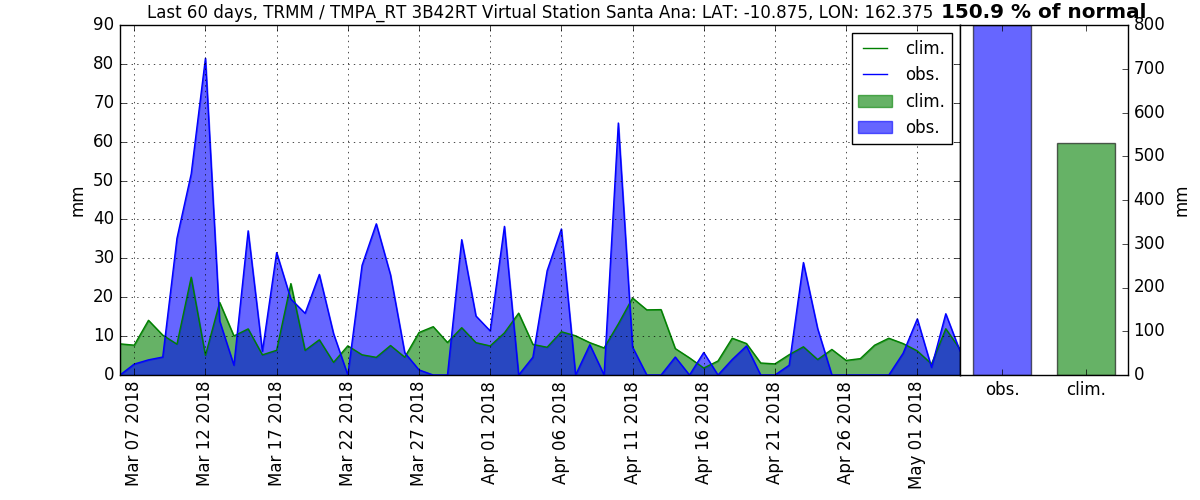 Last 60 days, TRMM / TMPA_RT 3B42RT Virtual Station Santa Ana: LAT: -10.875, LON: 162.375 150.9 % of normal
90
80
70
60
50
40
30
20
10
0
mm
clim.
obs.
clim.
obs.
Mar 07 2018
Mar 12 2018
Mar 17 2018
Mar 22 2018
Mar 27 2018
Apr 01 2018
Apr 06 2018
Apr 11 2018
Apr 16 2018
Apr 21 2018
Apr 26 2018
May 01 2018
800
700
600
500
400
300
200
100
0
mm
obs.
clim.